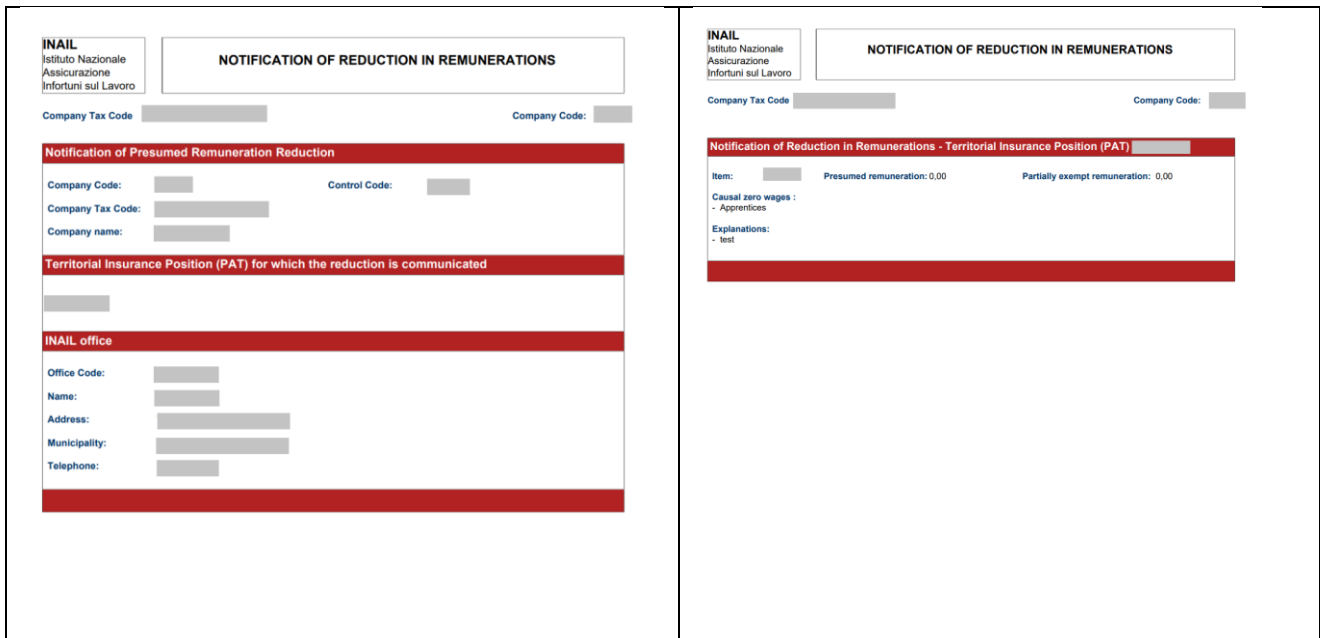 INAIL
Istituto Nazionale
Assicurazione
Infortuni sul Lavoro
NOTIFICATION OF REDUCTION IN REMUNERATIONS
Company Tax Code
Company Code:
Notification of Presumed Remuneration Reduction
Company Code:
Control Code:
Company Tax Code:
Company name:
Territorial Insurance Position (PAT) for which the reduction is communicated
INAIL office
Office Code:
Name:
Address:
Municipality:
Telephone:
INAIL
Istituto Nazionale
Assicurazione
Infortuni sul Lavoro
NOTIFICATION OF REDUCTION IN REMUNERATIONS
Company Tax Code
Company Code:
Notification of Reduction in Remunerations - Territorial Insurance Position (PAT)
Item:
Presumed remuneration: 0,00
Partially exempt remuneration: 0,00
Causal zero wages :
- Apprentices
Explanations:
- test